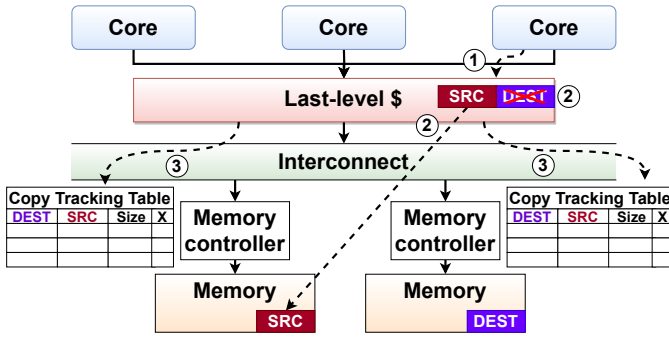 Core Core Core
1
Last-level $ SRC DEST 2
2
3 Interconnect 3
Copy Tracking Table
DEST SRC Size X
Memory
controller
Memory
controller
Copy Tracking Table
DEST SRC Size X
Memory
SRC
Memory
DEST